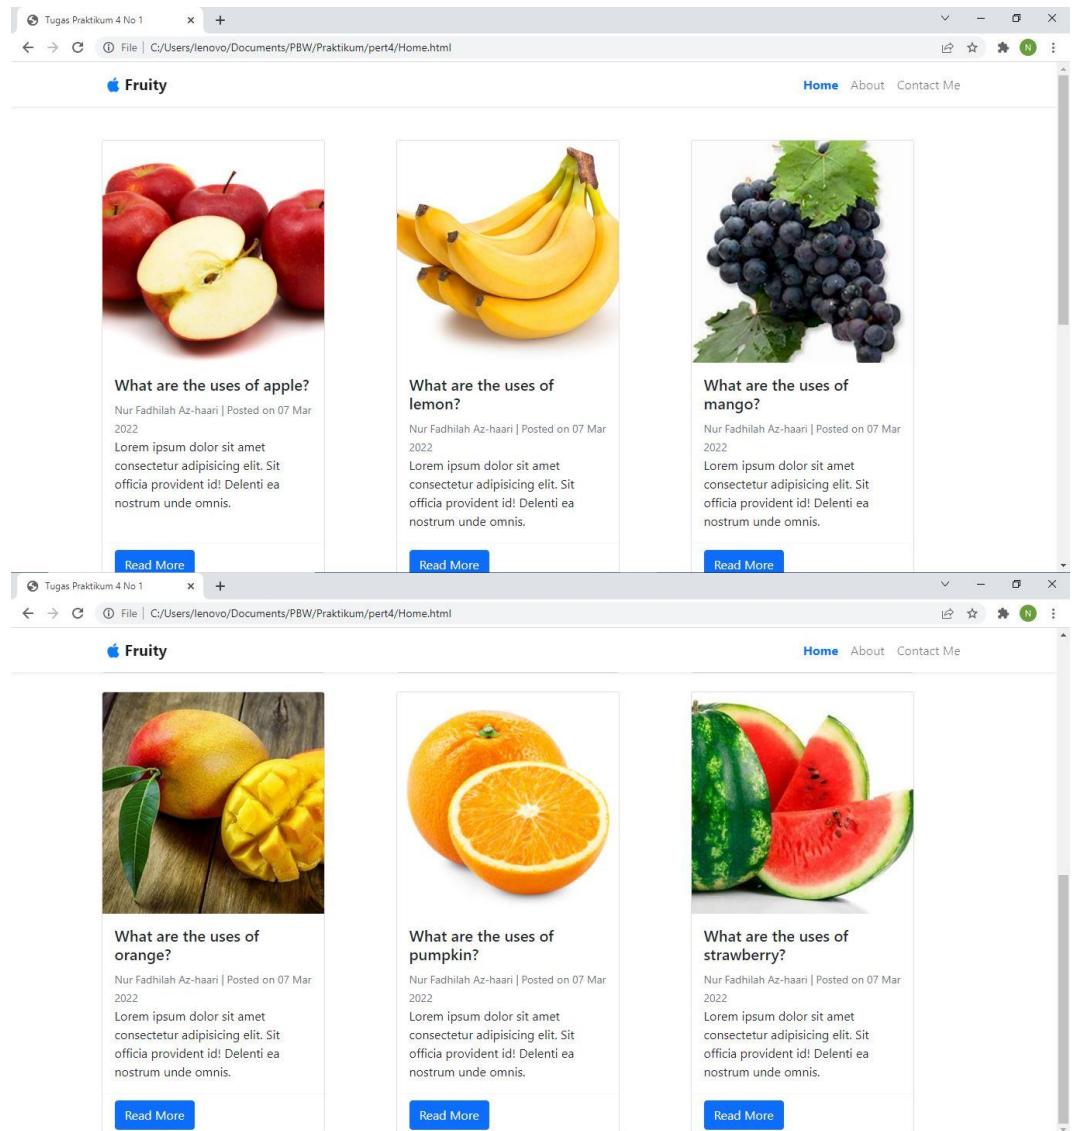 Tugas Praktikum 4 No 1
File | C:/Users/lenovo/Documents/PBW/Praktikum/pert4/Home.html
N
Fruity
Home About Contact Me
What are the uses of apple?
Nur Fadhilah Az-haari | Posted on 07 Mar
2022
Lorem ipsum dolor sit amet
consectetur adipisicing elit. Sit
officia provident id! Delenti ea
nostrum unde omnis.
Read More
What are the uses of
lemon?
Nur Fadhilah Az-haari | Posted on 07 Mar
2022
Lorem ipsum dolor sit amet
consectetur adipisicing elit. Sit
officia provident id! Delenti ea
nostrum unde omnis.
Read More
What are the uses of
mango?
Nur Fadhilah Az-haari | Posted on 07 Mar
2022
Lorem ipsum dolor sit amet
consectetur adipisicing elit. Sit
officia provident id! Delenti ea
nostrum unde omnis.
Read More
Tugas Praktikum 4 No 1
File | C:/Users/lenovo/Documents/PBW/Praktikum/pert4/Home.html
N
Fruity
Home About Contact Me
What are the uses of
orange?
Nur Fadhilah Az-haari | Posted on 07 Mar
2022
Lorem ipsum dolor sit amet
consectetur adipisicing elit. Sit
officia provident id! Delenti ea
nostrum unde omnis.
Read More
What are the uses of
pumpkin?
Nur Fadhilah Az-haari | Posted on 07 Mar
2022
Lorem ipsum dolor sit amet
consectetur adipisicing elit. Sit
officia provident id! Delenti ea
nostrum unde omnis.
Read More
What are the uses of
strawberry?
Nur Fadhilah Az-haari | Posted on 07 Mar
2022
Lorem ipsum dolor sit amet
consectetur adipisicing elit. Sit
officia provident id! Delenti ea
nostrum unde omnis.
Read More